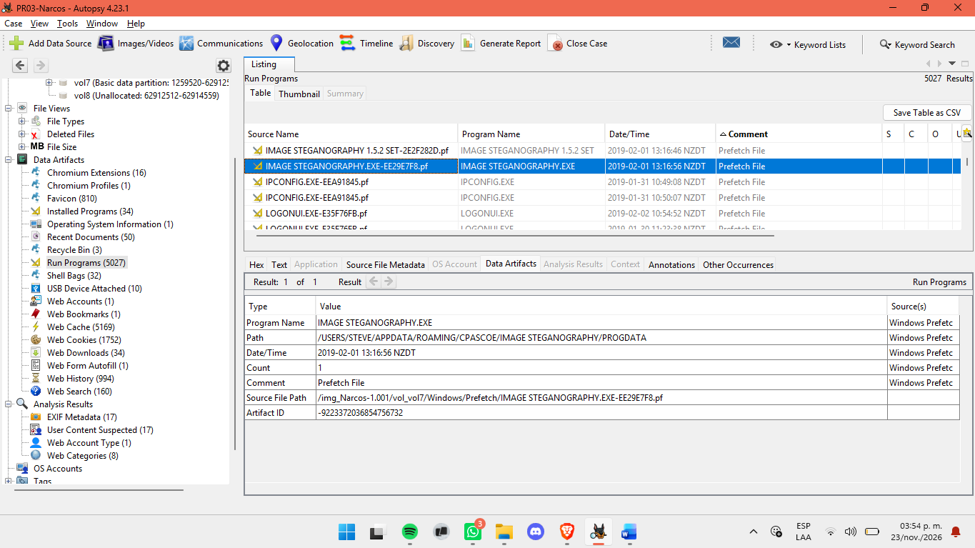 PR03-Narcos - Autopsy 4.23.1
Case View Tools Window Help
Add Data Source Images/Videos Communications Geolocation Timeline Discovery Generate Report Close Case Keyword Lists Keyword Search
vol7 (Basic data partition: 1259520-62912
vol8 (Unallocated: 62912512-62914559)
File Views
File Types
Deleted Files
MB File Size
Data Artifacts
Chromium Extensions (16)
Chromium Profiles (1)
Favicon (810)
Installed Programs (34)
Operating System Information (1)
Recent Documents (50)
Recycle Bin (3)
Run Programs (5027)
Shell Bags (32)
USB Device Attached (10)
Web Accounts (1)
Web Bookmarks (1)
Web Cache (5169)
Web Cookies (1752)
Web Downloads (34)
Web Form Autofill (1)
Web History (994)
Web Search (160)
Analysis Results
EXIF Metadata (17)
User Content Suspected (17)
Web Account Type (1)
Web Categories (8)
OS Accounts
Tags
Listing
Run Programs 5027 Results
Table Thumbnail Summary
Save Table as CSV
Source Name Program Name Date/Time Comment S C O U
IMAGE STEGANOGRAPHY 1.5.2 SET-2E2F282D.pf IMAGE STEGANOGRAPHY 1.5.2 SET 2019-02-01 13:16:46 NZDT Prefetch File
IMAGE STEGANOGRAPHY.EXE-EE29E7F8.pf IMAGE STEGANOGRAPHY.EXE 2019-02-01 13:16:56 NZDT Prefetch File
IPCONFIG.EXE-EEA91845.pf IPCONFIG.EXE 2019-01-31 10:49:08 NZDT Prefetch File
IPCONFIG.EXE-EEA91845.pf IPCONFIG.EXE 2019-01-31 10:50:07 NZDT Prefetch File
LOGONUI.EXE-E35F76FB.pf LOGONUI.EXE 2019-02-02 10:54:52 NZDT Prefetch File
LOGONUI.EXE-E35F76FB.pf LOGONUI.EXE 2019-01-30 11:23:38 NZDT Prefetch File
Hex Text Application Source File Metadata OS Account Data Artifacts Analysis Results Context Annotations Other Occurrences
Result: 1 of 1 Result Run Programs
Type Value Source(s)
Program Name IMAGE STEGANOGRAPHY.EXE Windows Prefetc
Path /USERS/STEVE/APPDATA/ROAMING/CPASCOE/IMAGE STEGANOGRAPHY/PROGDATA Windows Prefetc
Date/Time 2019-02-01 13:16:56 NZDT Windows Prefetc
Count 1 Windows Prefetc
Comment Prefetch File Windows Prefetc
Source File Path /img_Narcos-1.001/vol_vol7/Windows/Prefetch/IMAGE STEGANOGRAPHY.EXE-EE29E7F8.pf
Artifact ID -9223372036854756732
3
ESP
LAA
03:54 p. m.
23/nov./2026